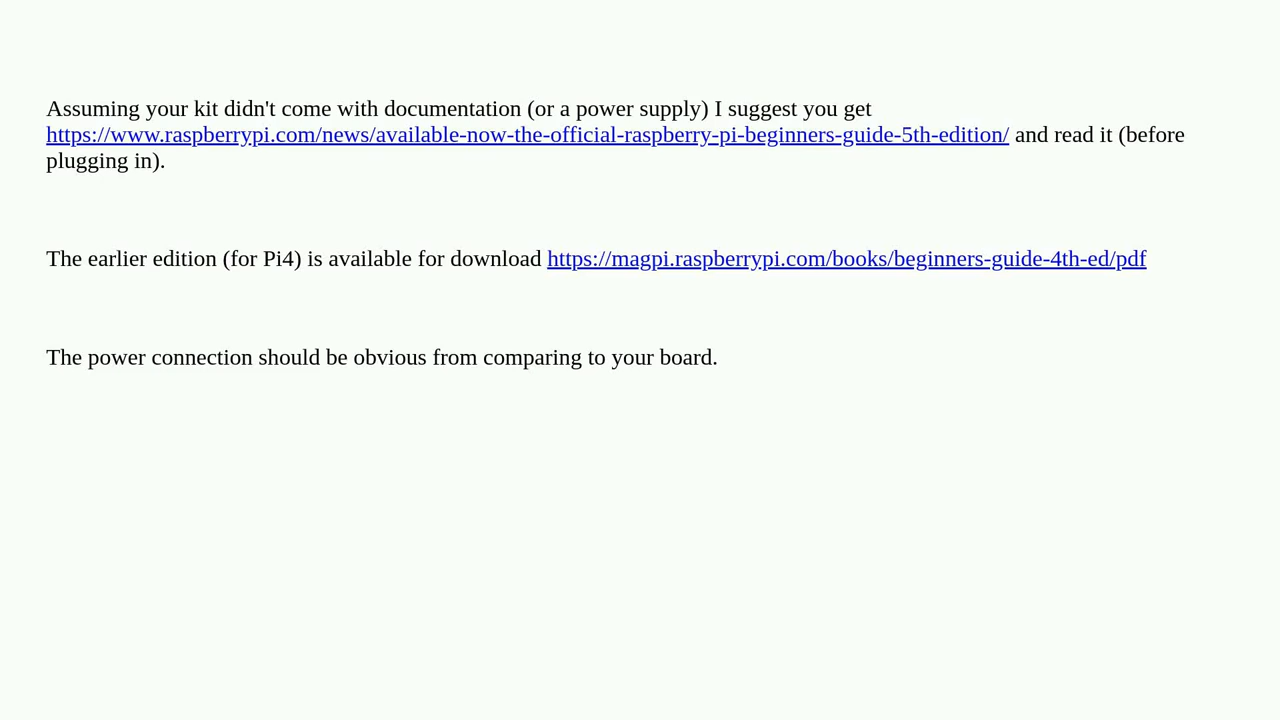 Assuming your kit didn't come with documentation (or a power supply) I suggest you get
https://www.raspberrypi.com/news/available-now-the-official-raspberry-pi-beginners-guide-5th-edition/ and read it (before
plugging in).
The earlier edition (for Pi4) is available for download https://magpi.raspberrypi.com/books/beginners-guide-4th-ed/pdf
The power connection should be obvious from comparing to your board.